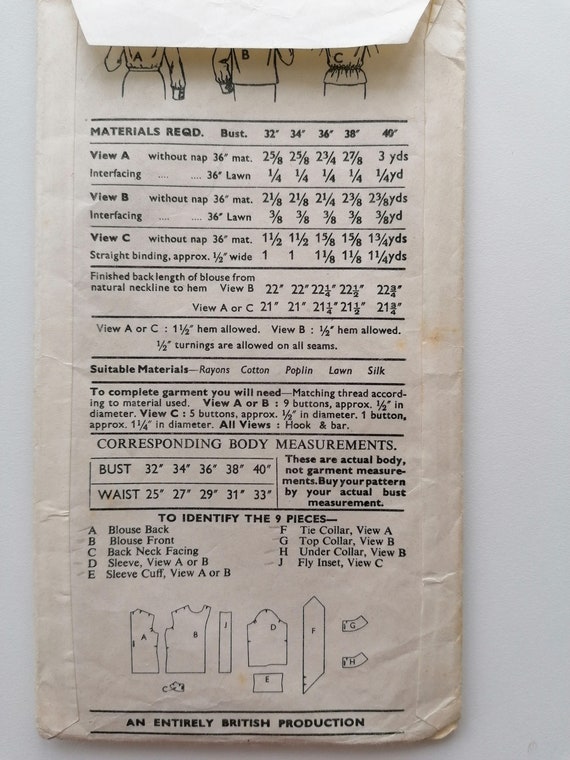 A B C
MATERIALS REQD. Bust. 32" 34" 36" 38" 40"
View A without nap 36" mat. 2⅝ 2⅝ 2¾ 2⅞ 3 yds
Interfacing .... .... 36" Lawn ¼ ¼ ¼ ¼ ¼yd
View B without nap 36" mat. 2⅛ 2⅛ 2¼ 2⅜ 2⅜yds
Interfacing .... .... 36" Lawn ⅜ ⅜ ⅜ ⅜ ⅜yd
View C without nap 36" mat. 1½ 1½ 1⅝ 1⅝ 1¾yds
Straight binding, approx. ½" wide 1 1 1⅛ 1⅛ 1¼yds
Finished back length of blouse from
natural neckline to hem View B 22" 22" 22¼" 22½" 22¾"
View A or C 21" 21" 21¼" 21½" 21¾"
View A or C : 1½" hem allowed. View B : ½" hem allowed.
½" turnings are allowed on all seams.
Suitable Materials—Rayons Cotton Poplin Lawn Silk
To complete garment you will need—Matching thread accord-
ing to material used. View A or B : 9 buttons, approx. ½" in
diameter. View C : 5 buttons, approx. ½" in diameter. 1 button,
approx. 1¼" in diameter. All Views : Hook & bar.
CORRESPONDING BODY MEASUREMENTS.
BUST 32" 34" 36" 38" 40"
WAIST 25" 27" 29" 31" 33"
These are actual body,
not garment measure-
ments. Buy your pattern
by your actual bust
measurement.
TO IDENTIFY THE 9 PIECES—
A Blouse Back
B Blouse Front
C Back Neck Facing
D Sleeve, View A or B
E Sleeve Cuff, View A or B
F Tie Collar, View A
G Top Collar, View B
H Under Collar, View B
J Fly Inset, View C
A B J D F G
H
C E
AN ENTIRELY BRITISH PRODUCTION